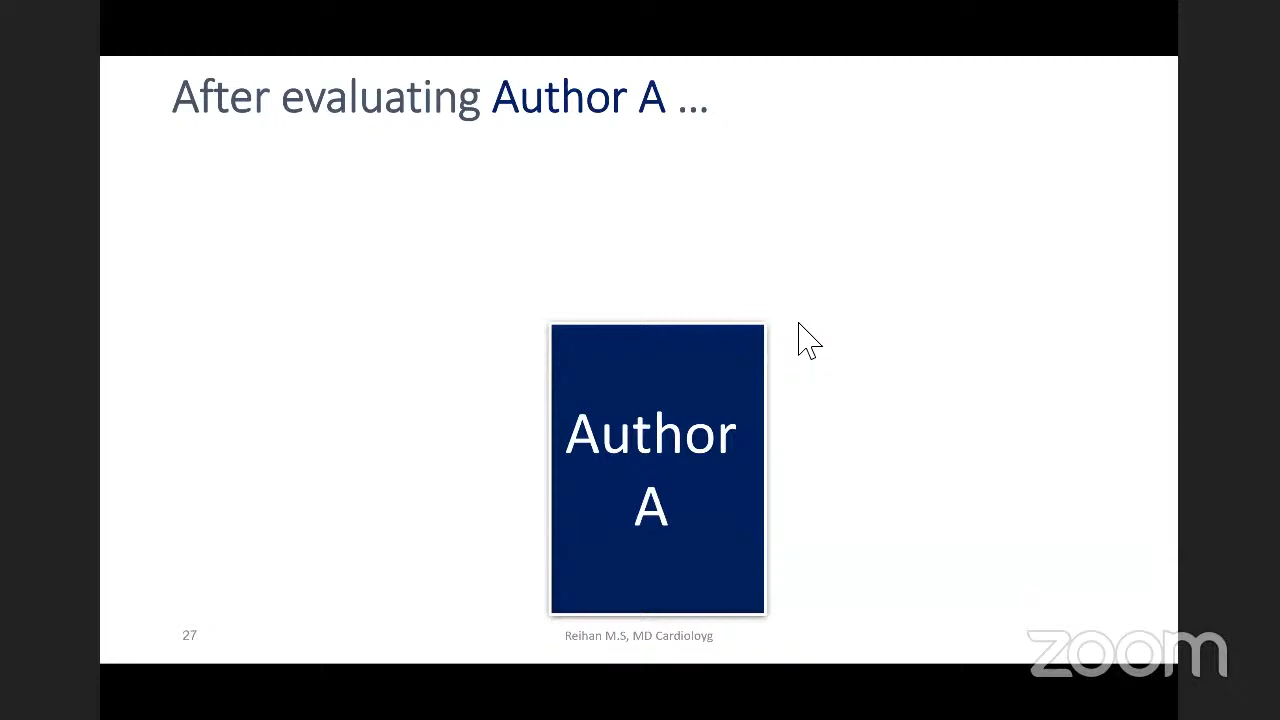 After evaluating Author A ...
Author
A
27
Reihan M.S, MD Cardioloyg
zoom